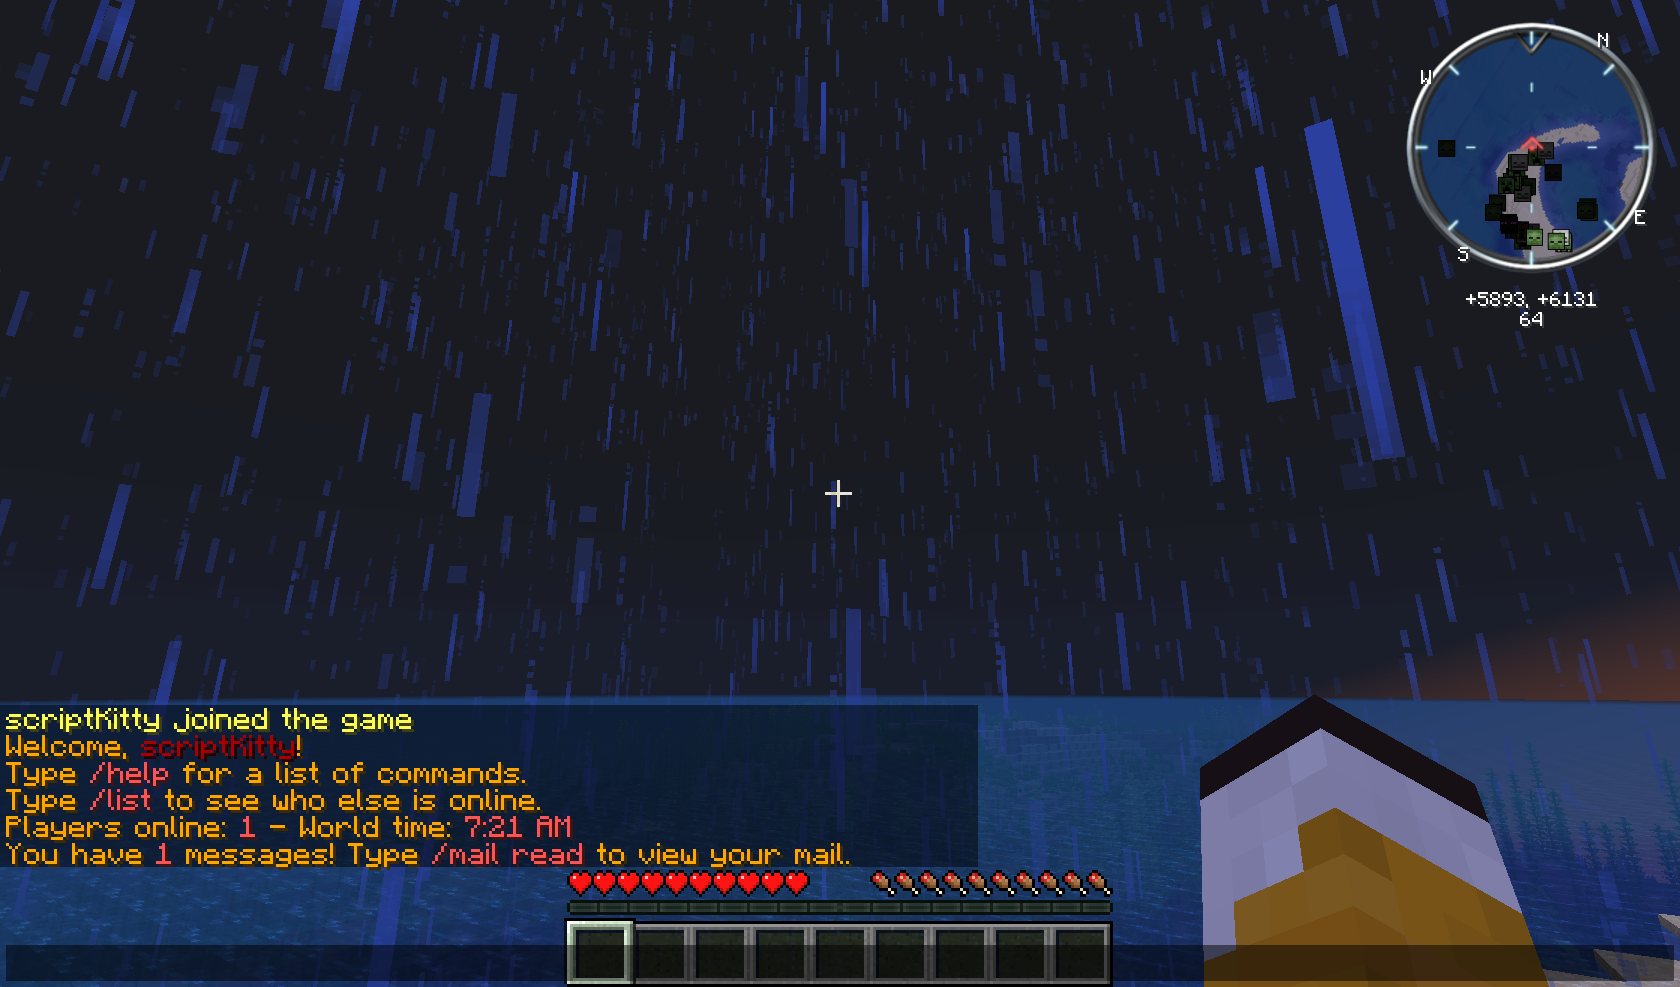 N
W
E
S
+5893, +6131
64
scriptKitty joined the game
Welcome, scriptKitty!
Type /help for a list of commands.
Type /list to see who else is online.
Players online: 1 - World time: 7:21 AM
You have 1 messages! Type /mail read to view your mail.